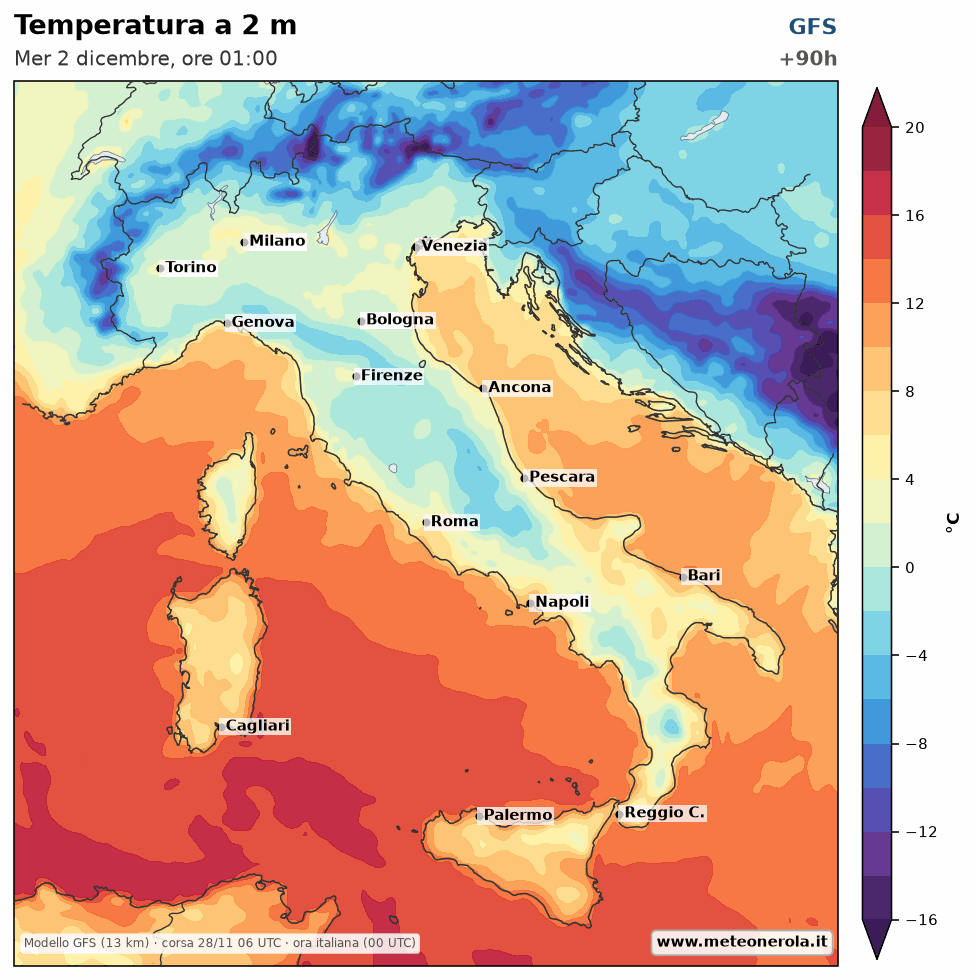 Temperatura a 2 m
GFS
Mer 2 dicembre, ore 01:00
+90h
20
16
12
8
4
0
−4
−8
−12
−16
°C
Milano
Venezia
Torino
Genova
Bologna
Firenze
Ancona
Pescara
Roma
Bari
Napoli
Cagliari
Palermo
Reggio C.
Modello GFS (13 km) · corsa 28/11 06 UTC · ora italiana (00 UTC)
www.meteonerola.it